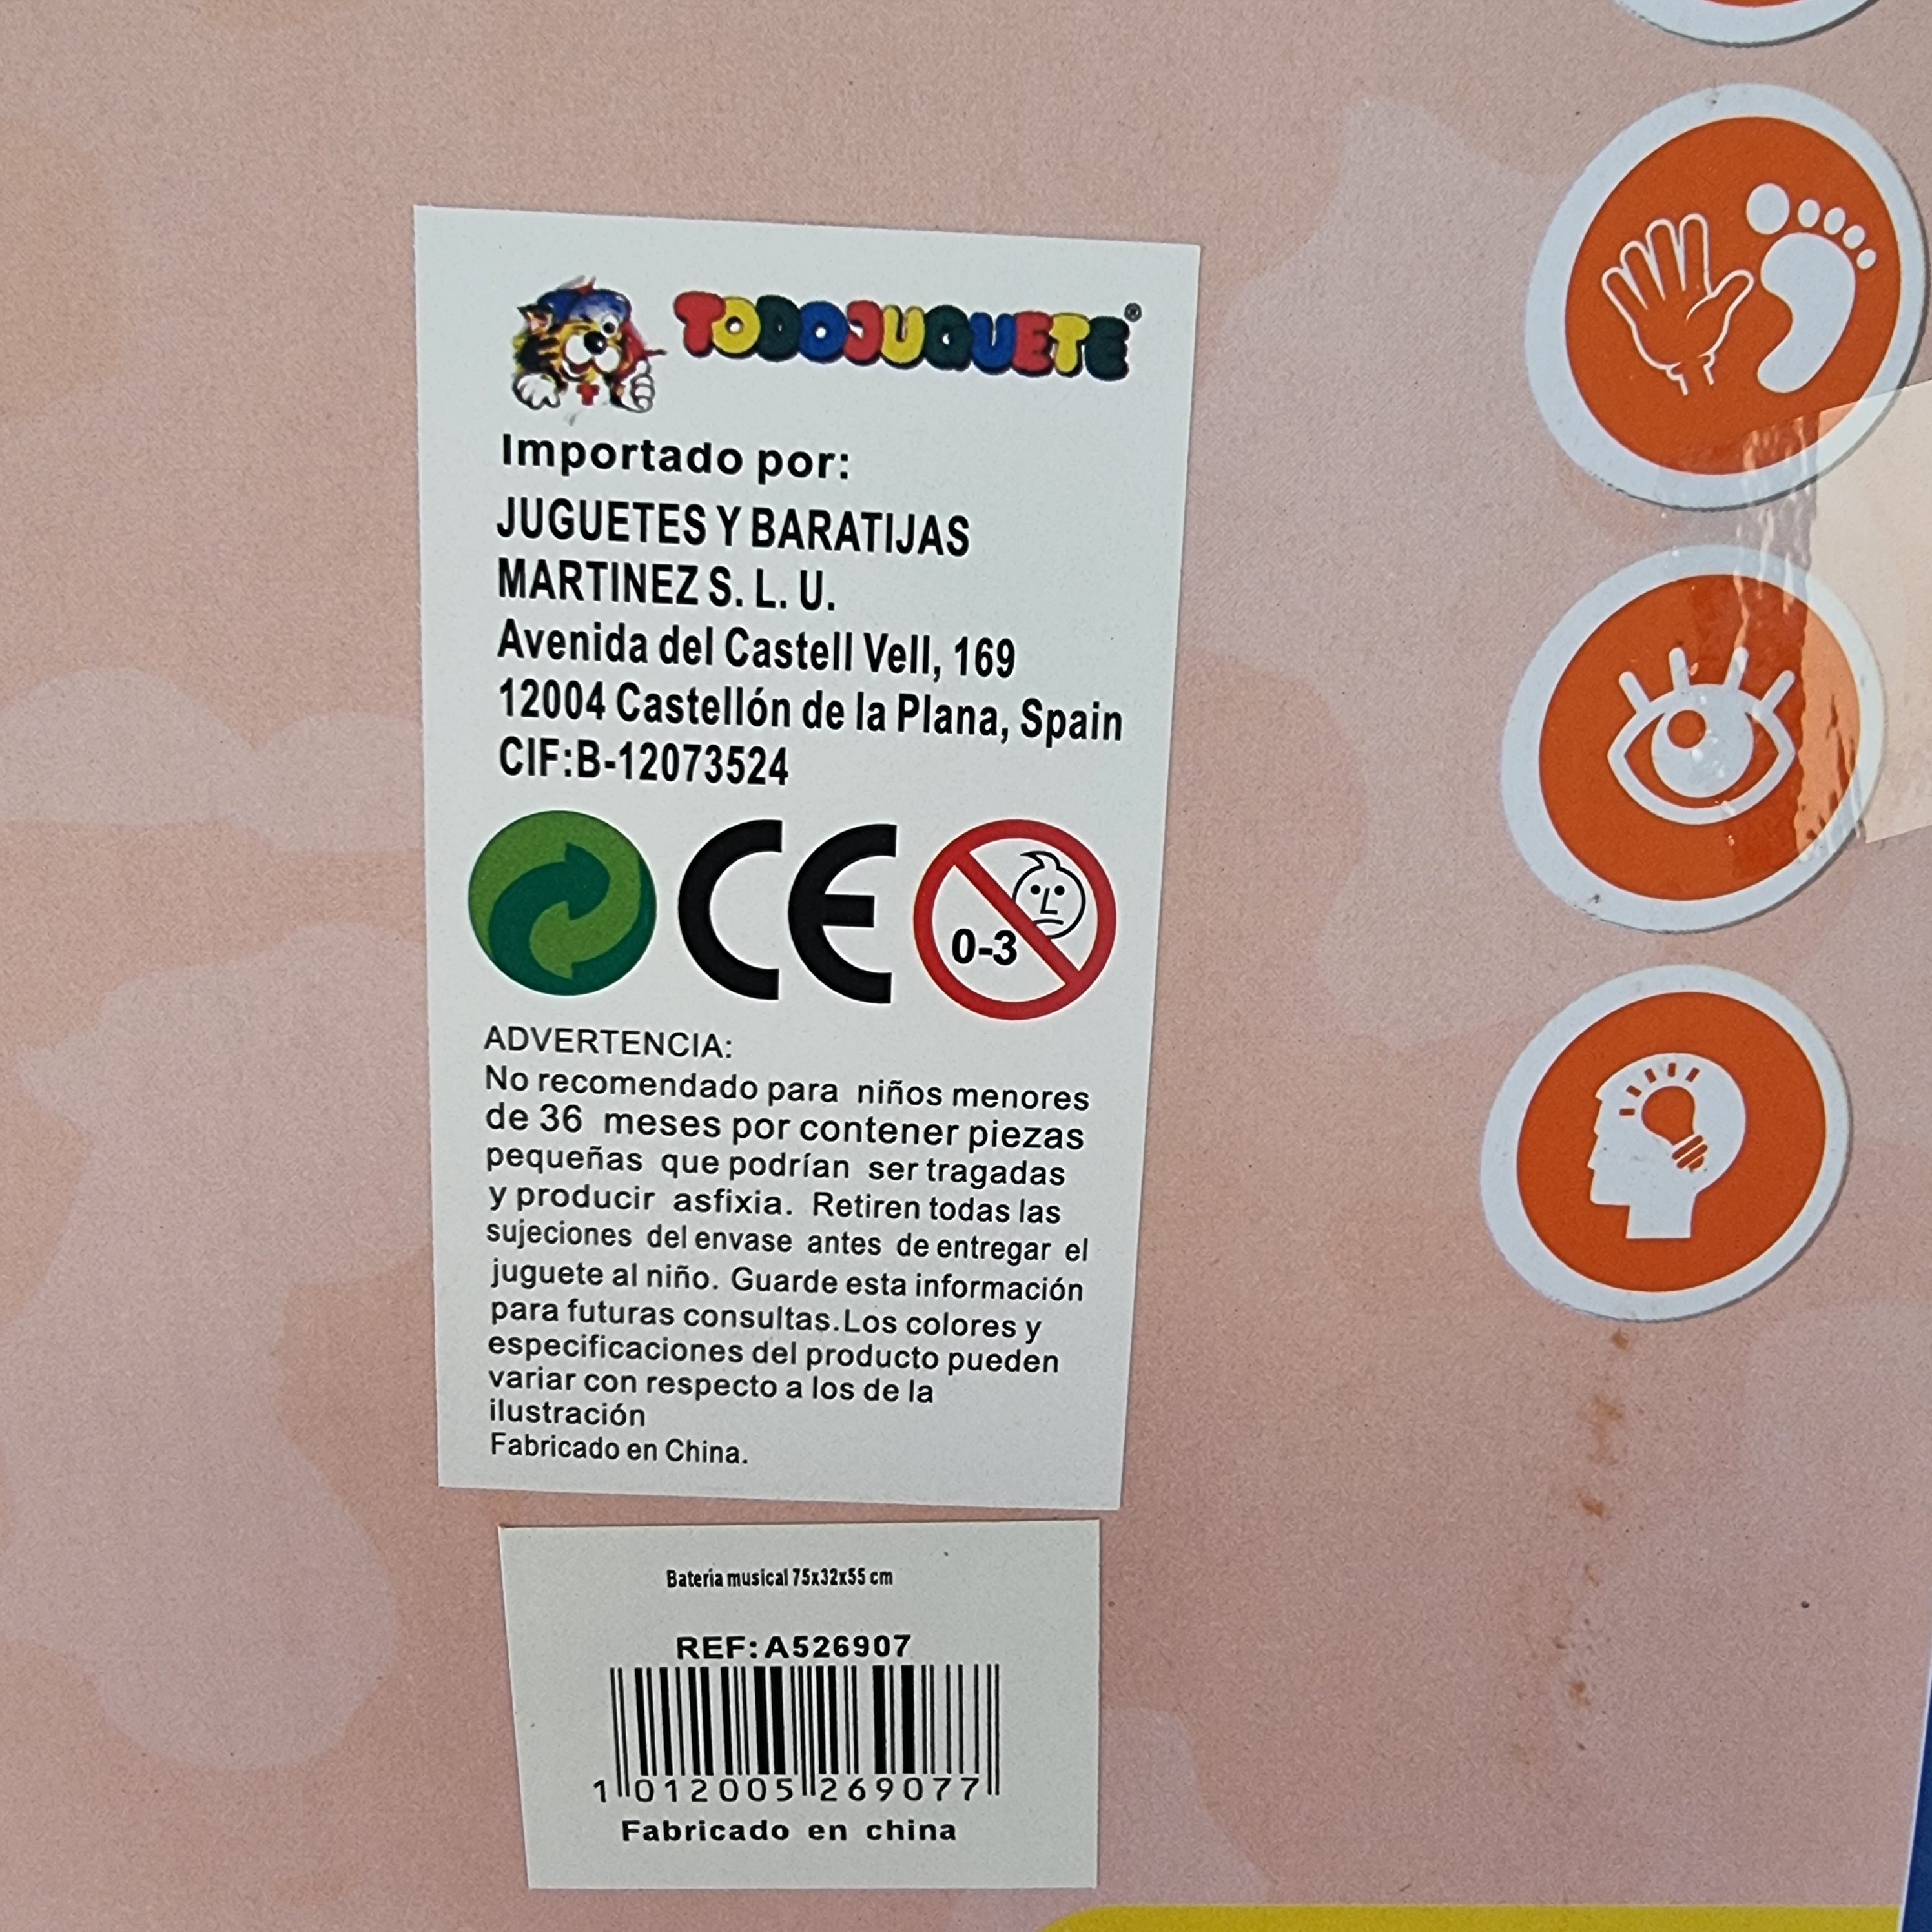 TODOJUGUETE®
Importado por:
JUGUETES Y BARATIJAS
MARTINEZ S. L. U.
Avenida del Castell Vell, 169
12004 Castellón de la Plana, Spain
CIF:B-12073524
CE
0-3
ADVERTENCIA:
No recomendado para niños menores
de 36 meses por contener piezas
pequeñas que podrían ser tragadas
y producir asfixia. Retiren todas las
sujeciones del envase antes de entregar el
juguete al niño. Guarde esta información
para futuras consultas.Los colores y
especificaciones del producto pueden
variar con respecto a los de la
ilustración
Fabricado en China.
Bateria musical 75x32x55 cm
REF:A526907
1 012005 269077
Fabricado en china